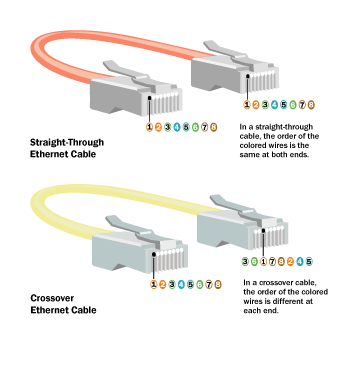 1 2 3 4 5 6 7 8
1 2 3 4 5 6 7 8
Straight-Through
Ethernet Cable
In a straight-through
cable, the order of the
colored wires is the
same at both ends.
3 6 1 7 8 2 4 5
1 2 3 4 5 6 7 8
Crossover
Ethernet Cable
In a crossover cable,
the order of the colored
wires is different at
each end.